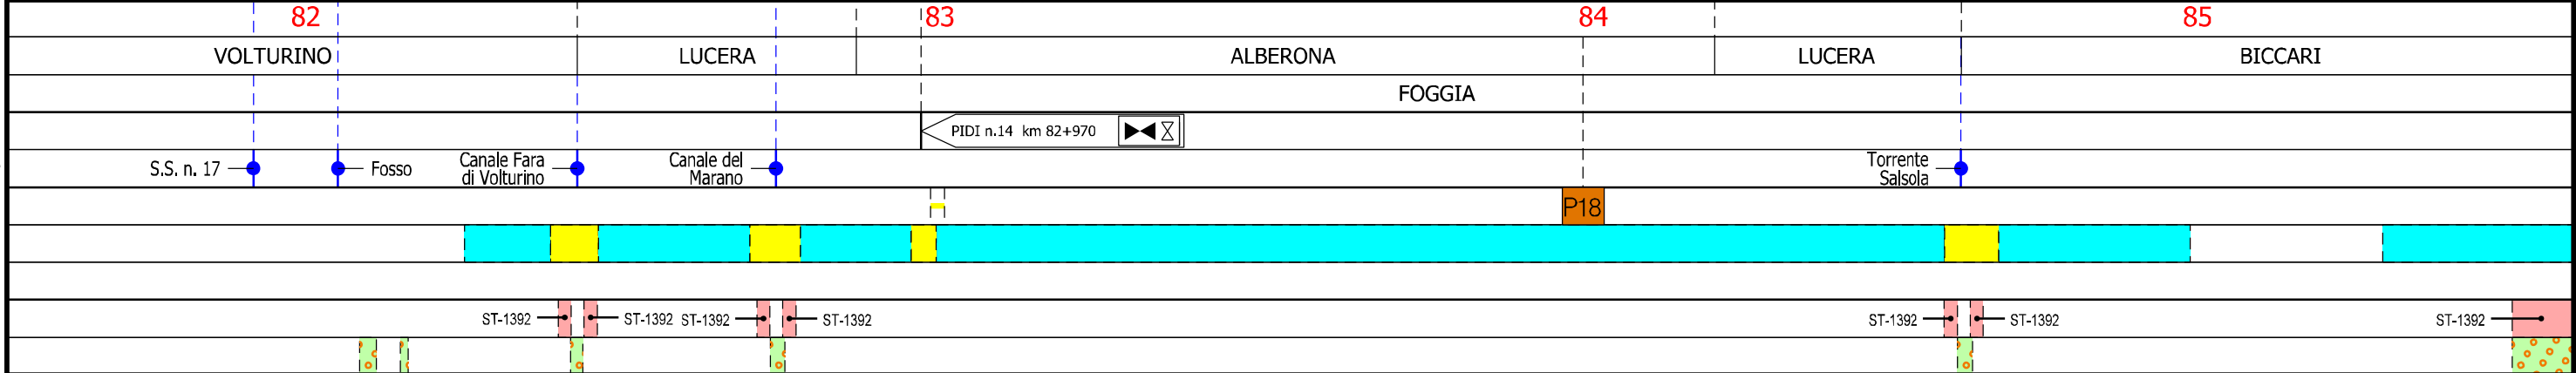 82 83 84 85
VOLTURINO LUCERA ALBERONA LUCERA BICCARI
FOGGIA
PIDI n.14 km 82+970
S.S. n. 17
Fosso
Canale Fara
di Volturino
Canale del
Marano
Torrente
Salsola
P18
ST-1392 ST-1392 ST-1392 ST-1392 ST-1392 ST-1392 ST-1392